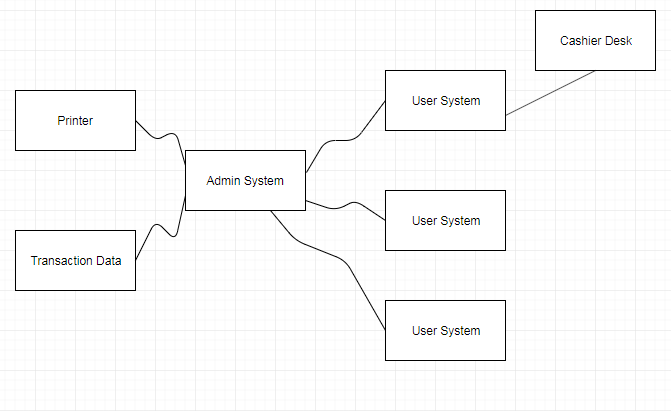 Cashier Desk
User System
Printer
Admin System
User System
Transaction Data
User System